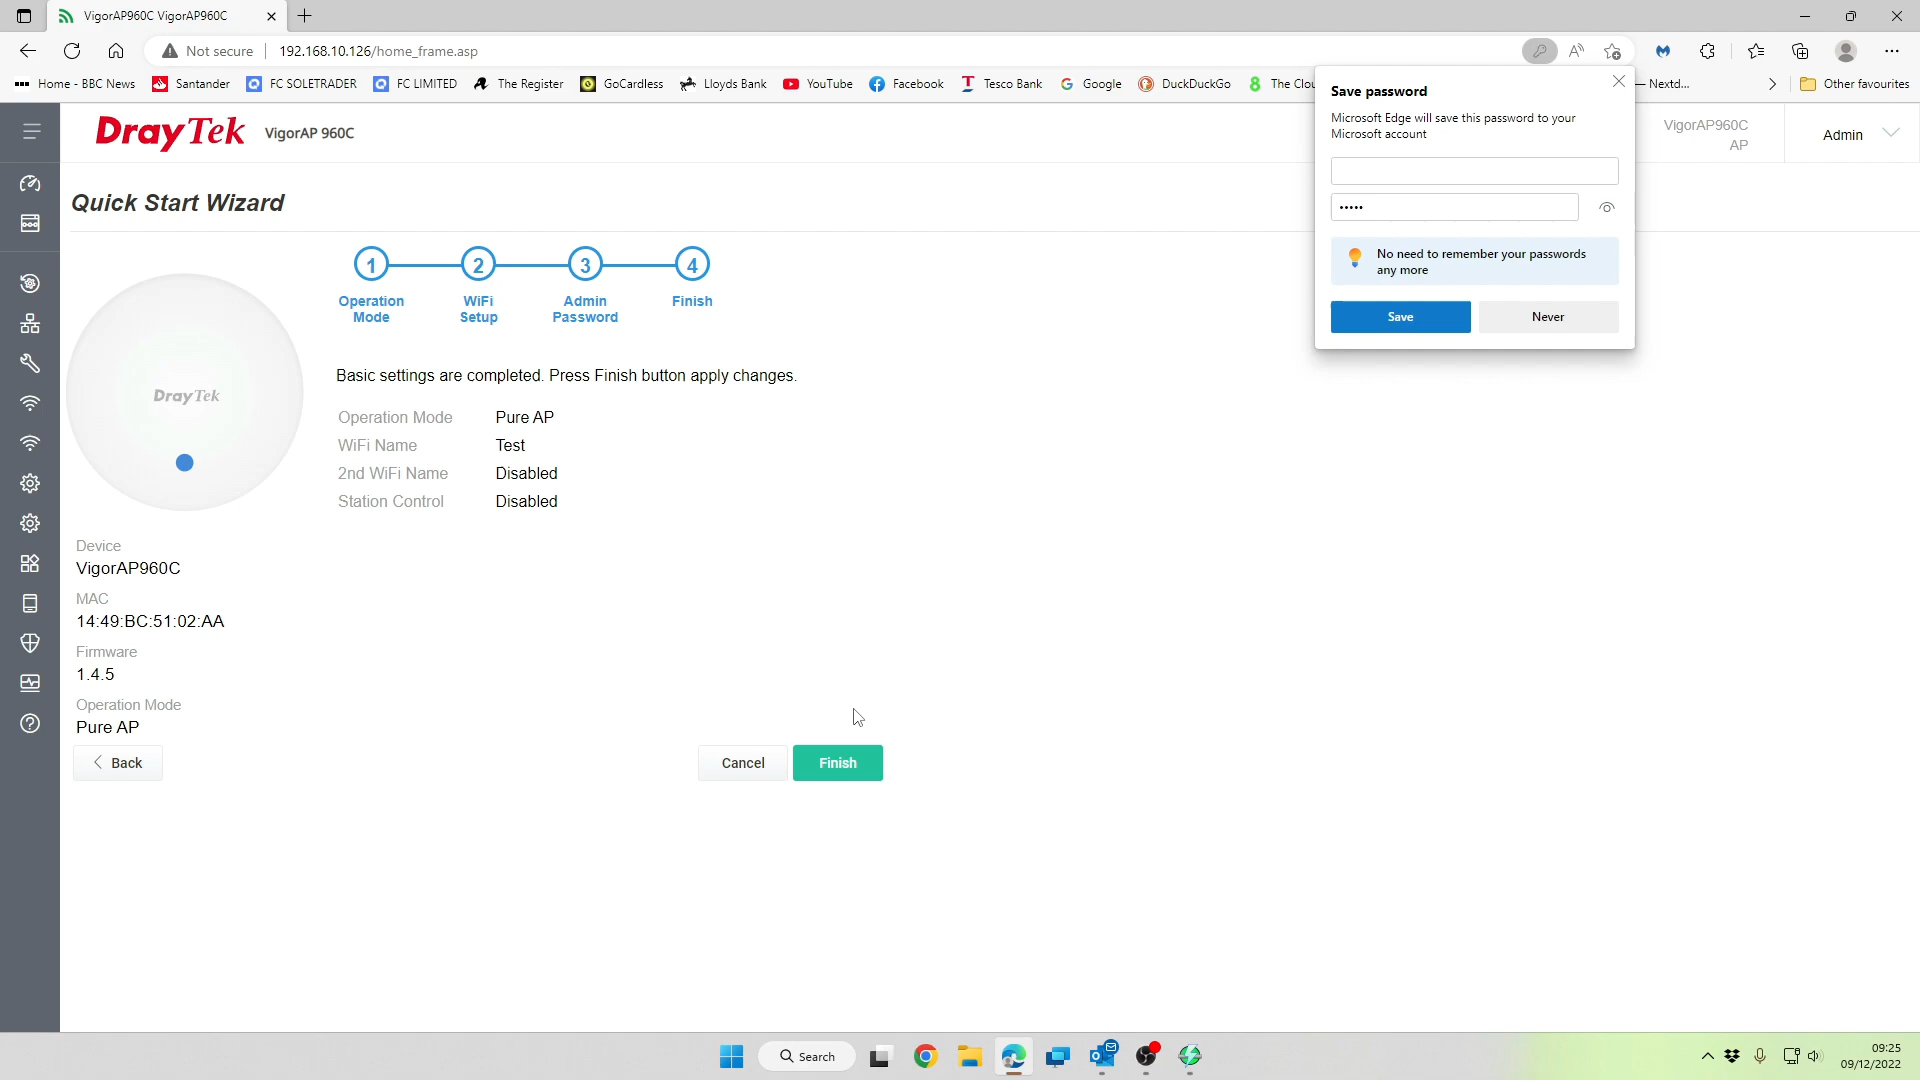 VigorAP960C VigorAP960C
Not secure
192.168.10.126/home_frame.asp
Home - BBC News
Santander
FC SOLETRADER
FC LIMITED
The Register
GoCardless
Lloyds Bank
YouTube
Facebook
Tesco Bank
Google
DuckDuckGo
The Clou
— Nextd...
Other favourites
Save password
Microsoft Edge will save this password to your
Microsoft account
•••••
No need to remember your passwords
any more
Save
Never
DrayTek
VigorAP 960C
VigorAP960C
AP
Admin
Quick Start Wizard
1
2
3
4
Operation
Mode
WiFi
Setup
Admin
Password
Finish
DrayTek
Basic settings are completed. Press Finish button apply changes.
Operation Mode Pure AP
WiFi Name Test
2nd WiFi Name Disabled
Station Control Disabled
Device
VigorAP960C
MAC
14:49:BC:51:02:AA
Firmware
1.4.5
Operation Mode
Pure AP
Back
Cancel
Finish
Search
09:25
09/12/2022